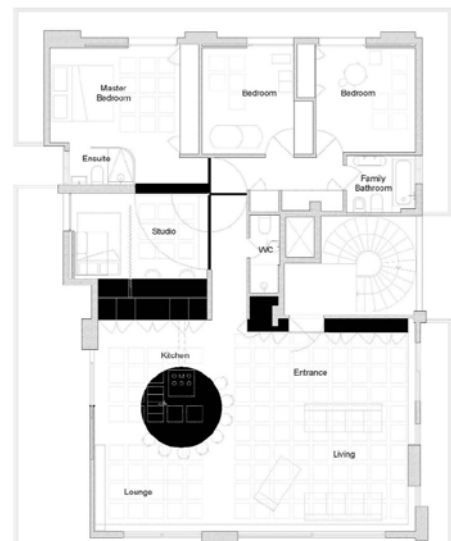 Master
Bedroom
Bedroom
Bedroom
Ensuite
Family
Bathroom
Studio
WC
Kitchen
Entrance
Living
Lounge